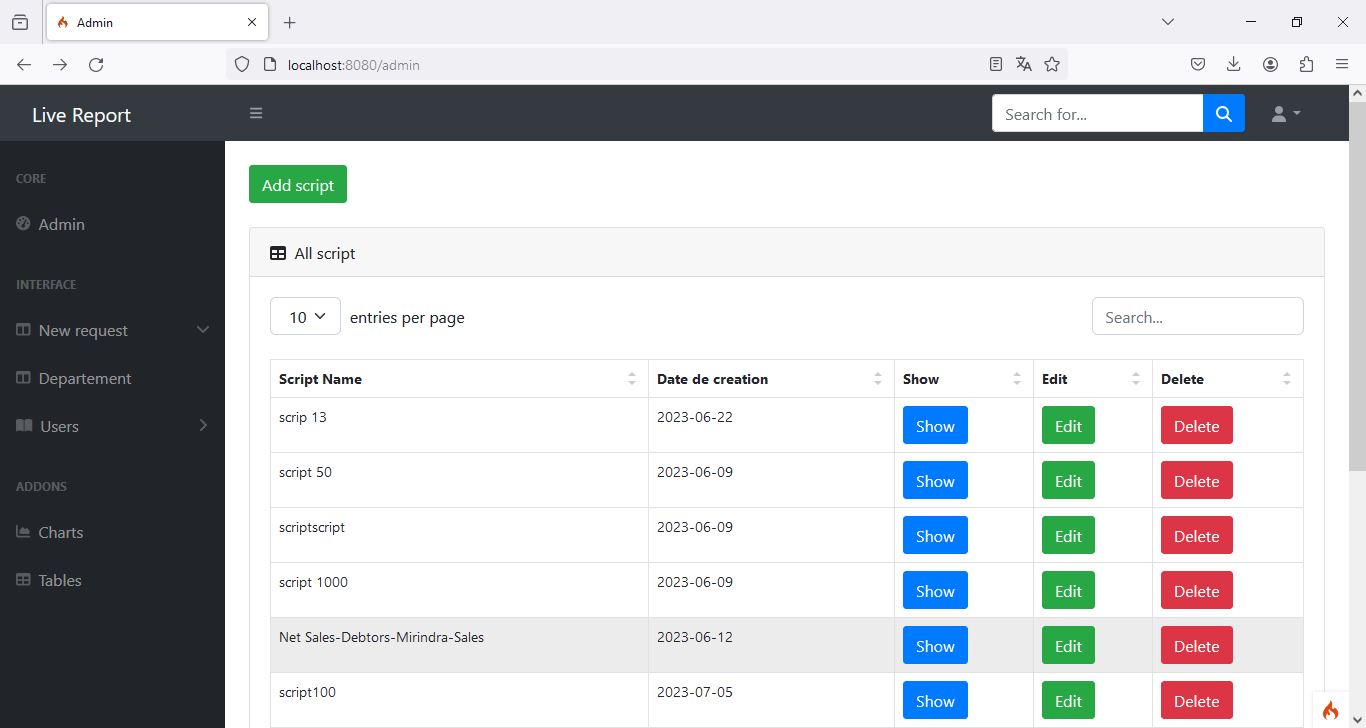 Admin
localhost:8080/admin
Live Report
Search for...
CORE
Admin
INTERFACE
New request
Departement
Users
ADDONS
Charts
Tables
Add script
All script
10 entries per page
Search...
Script Name Date de creation Show Edit Delete
scrip 13 2023-06-22 Show Edit Delete
script 50 2023-06-09 Show Edit Delete
scriptscript 2023-06-09 Show Edit Delete
script 1000 2023-06-09 Show Edit Delete
Net Sales-Debtors-Mirindra-Sales 2023-06-12 Show Edit Delete
script100 2023-07-05 Show Edit Delete